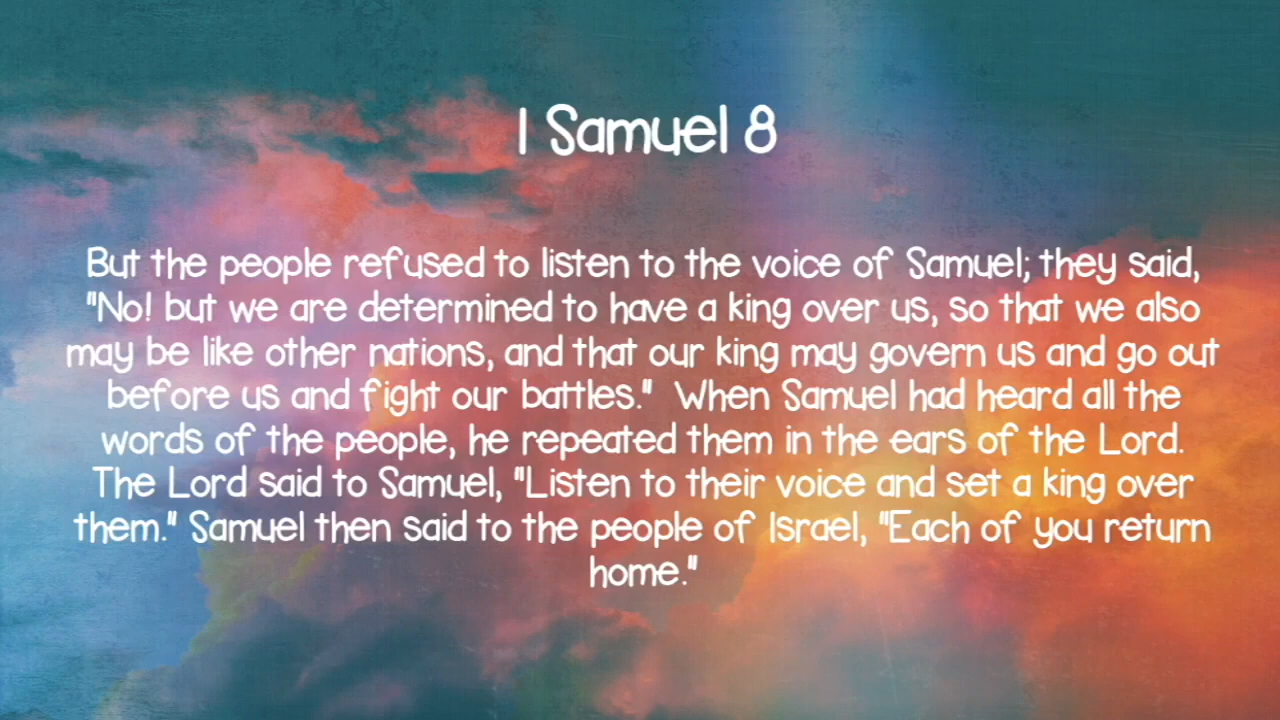 1 Samuel 8
But the people refused to listen to the voice of Samuel; they said,
"No! but we are determined to have a king over us, so that we also
may be like other nations, and that our king may govern us and go out
before us and fight our battles."  When Samuel had heard all the
words of the people, he repeated them in the ears of the Lord.
The Lord said to Samuel, "Listen to their voice and set a king over
them." Samuel then said to the people of Israel, "Each of you return
home."